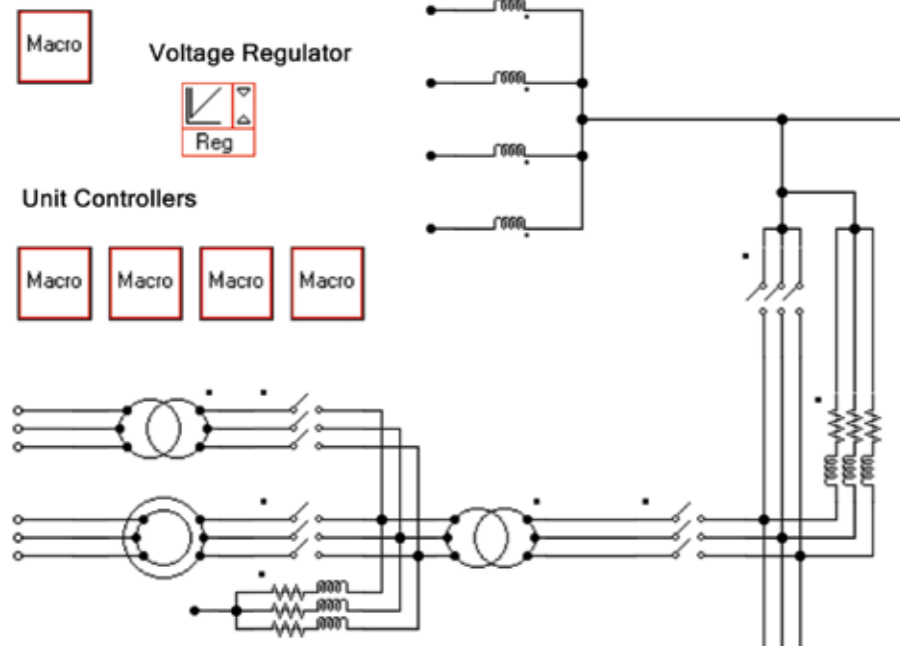 Macro
Voltage Regulator
Reg
Unit Controllers
Macro Macro Macro Macro